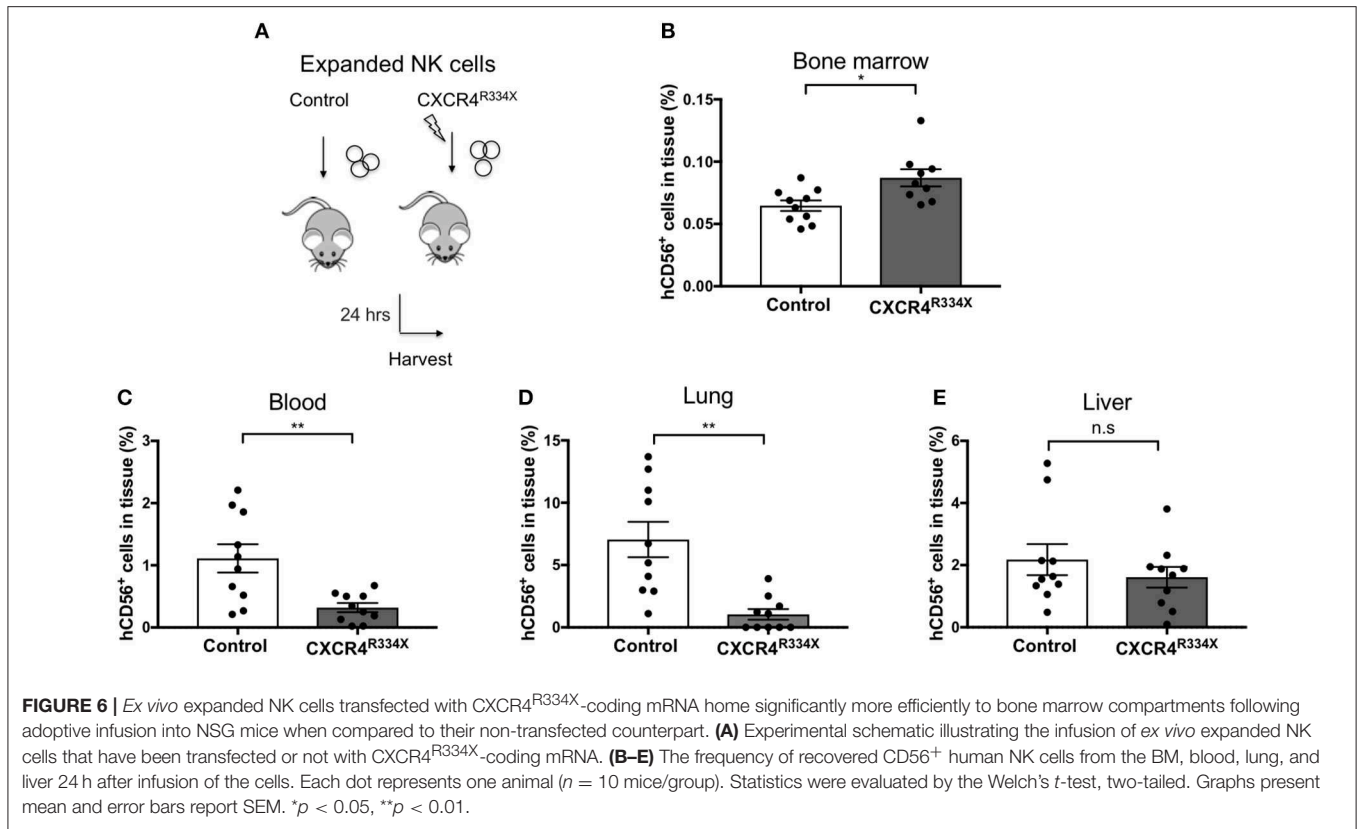 A
Expanded NK cells
Control CXCR4R334X
24 hrs
Harvest
B
Bone marrow
*
hCD56+ cells in tissue (%)
0.15
0.10
0.05
0.00
Control CXCR4R334X
C
Blood
**
hCD56+ cells in tissue (%)
3
2
1
0
Control CXCR4R334X
D
Lung
**
hCD56+ cells in tissue (%)
15
10
5
0
Control CXCR4R334X
E
Liver
n.s
hCD56+ cells in tissue (%)
6
4
2
0
Control CXCR4R334X
FIGURE 6 | Ex vivo expanded NK cells transfected with CXCR4R334X-coding mRNA home significantly more efficiently to bone marrow compartments following
adoptive infusion into NSG mice when compared to their non-transfected counterpart. (A) Experimental schematic illustrating the infusion of ex vivo expanded NK
cells that have been transfected or not with CXCR4R334X-coding mRNA. (B–E) The frequency of recovered CD56+ human NK cells from the BM, blood, lung, and
liver 24 h after infusion of the cells. Each dot represents one animal (n = 10 mice/group). Statistics were evaluated by the Welch's t-test, two-tailed. Graphs present
mean and error bars report SEM. *p < 0.05, **p < 0.01.